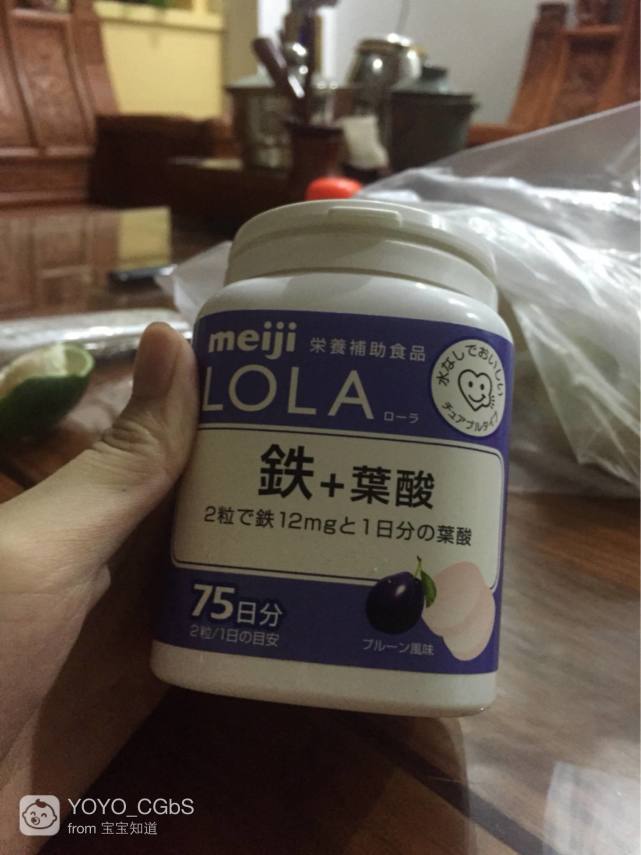 meiji 栄養補助食品
LOLA ローラ
水なしでおいしい
チュアブルタイプ
鉄+葉酸
2粒で鉄12mgと1日分の葉酸
75日分
2粒/1日の目安
プルーン風味
YOYO_CGbS
from 宝宝知道